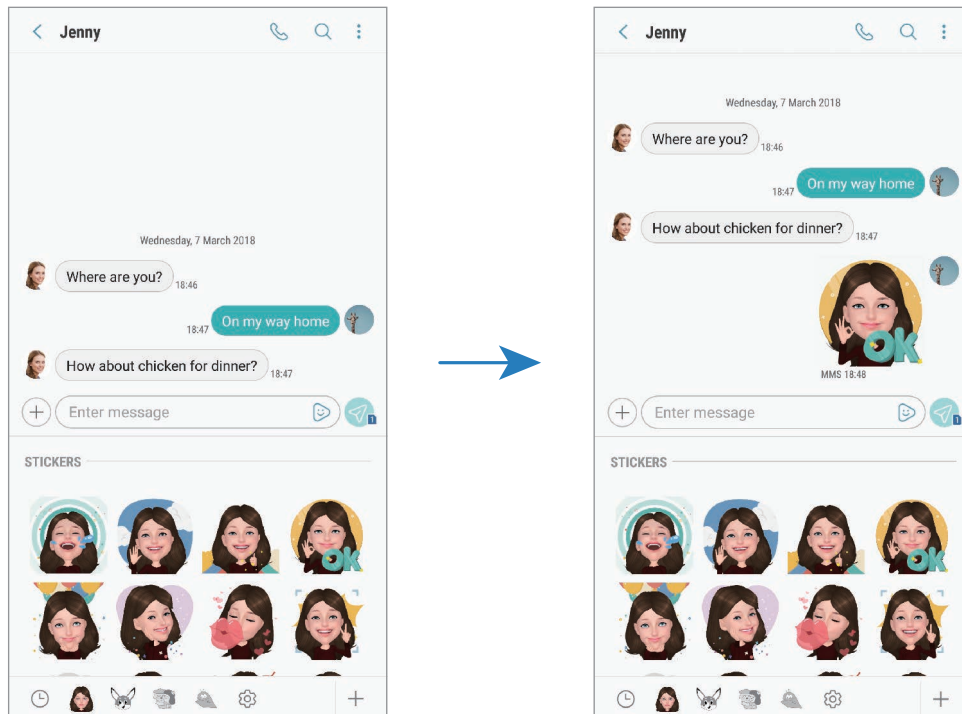 Jenny
Wednesday, 7 March 2018
Where are you?
18:46
18:47
On my way home
How about chicken for dinner?
18:47
Enter message
1
STICKERS
OK
Jenny
Wednesday, 7 March 2018
Where are you?
18:46
18:47
On my way home
How about chicken for dinner?
18:47
OK
MMS 18:48
Enter message
1
STICKERS
OK